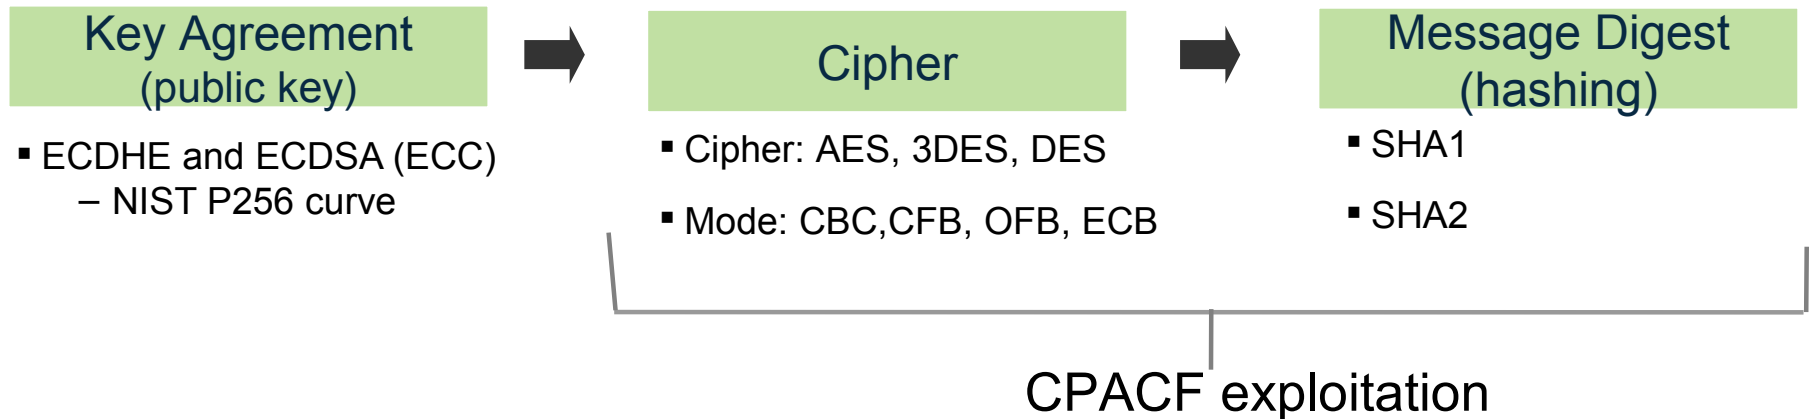 Key Agreement
(public key)
▪ ECDHE and ECDSA (ECC)
– NIST P256 curve
Cipher
▪ Cipher: AES, 3DES, DES
▪ Mode: CBC,CFB, OFB, ECB
Message Digest
(hashing)
▪ SHA1
▪ SHA2
CPACF exploitation